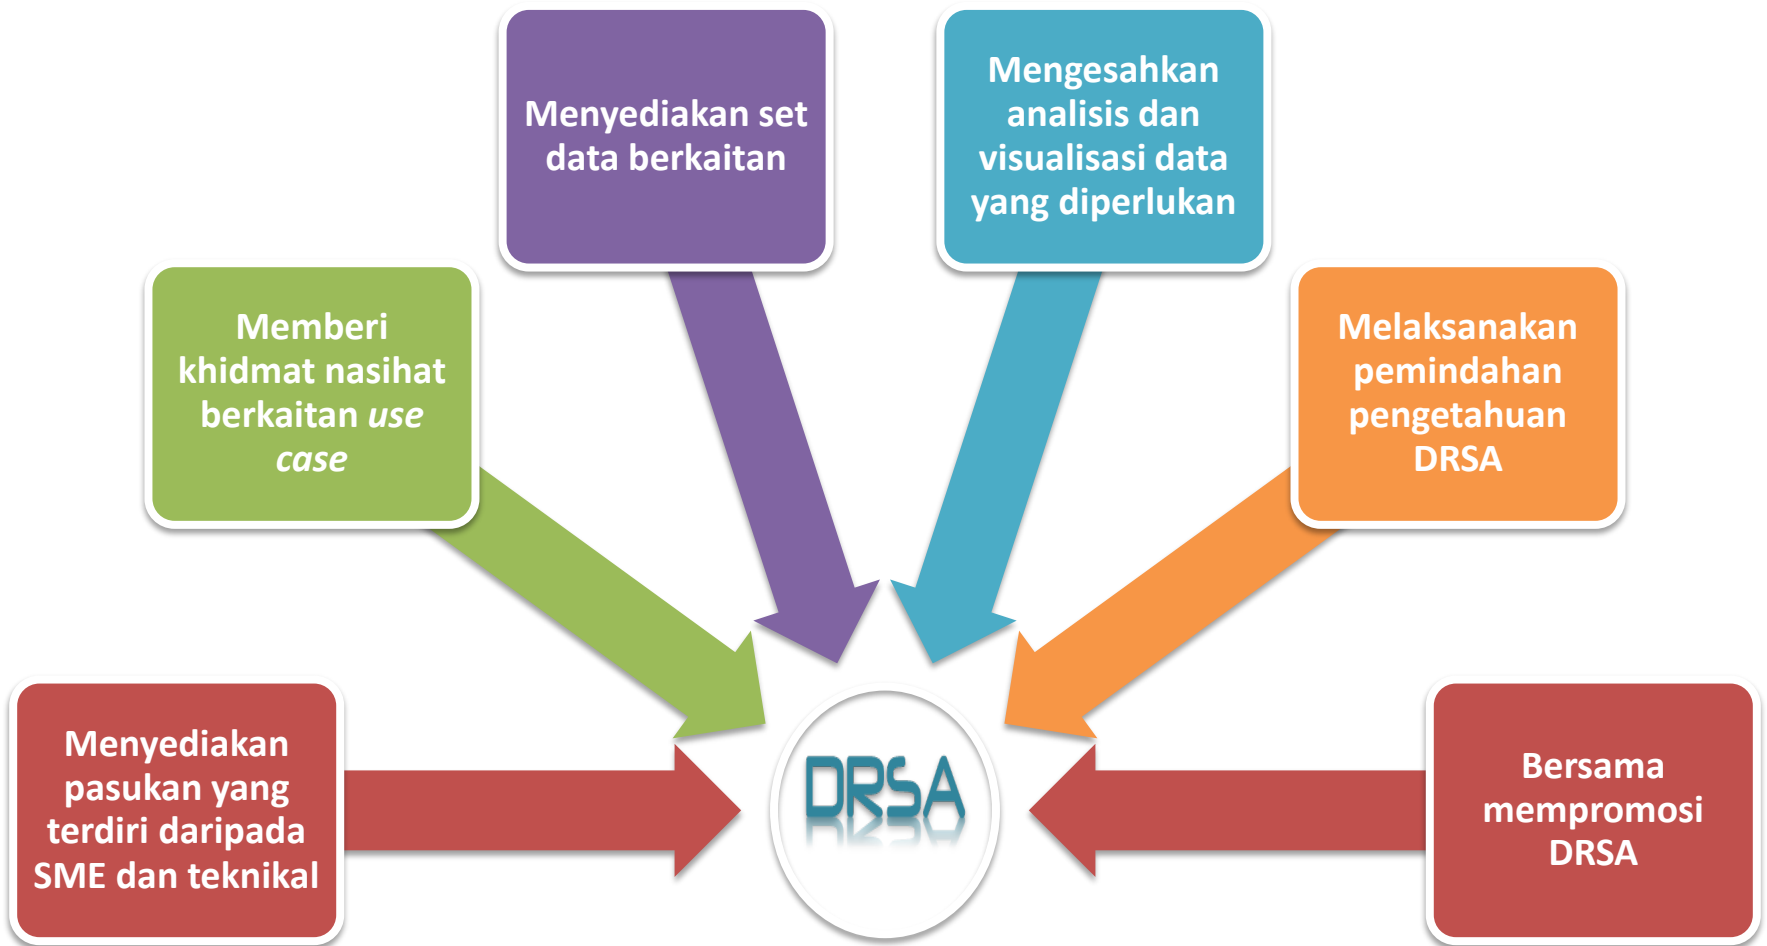 Menyediakan set
data berkaitan
Mengesahkan
analisis dan
visualisasi data
yang diperlukan
Memberi
khidmat nasihat
berkaitan use
case
Melaksanakan
pemindahan
pengetahuan
DRSA
Menyediakan
pasukan yang
terdiri daripada
SME dan teknikal
DRSA
Bersama
mempromosi
DRSA